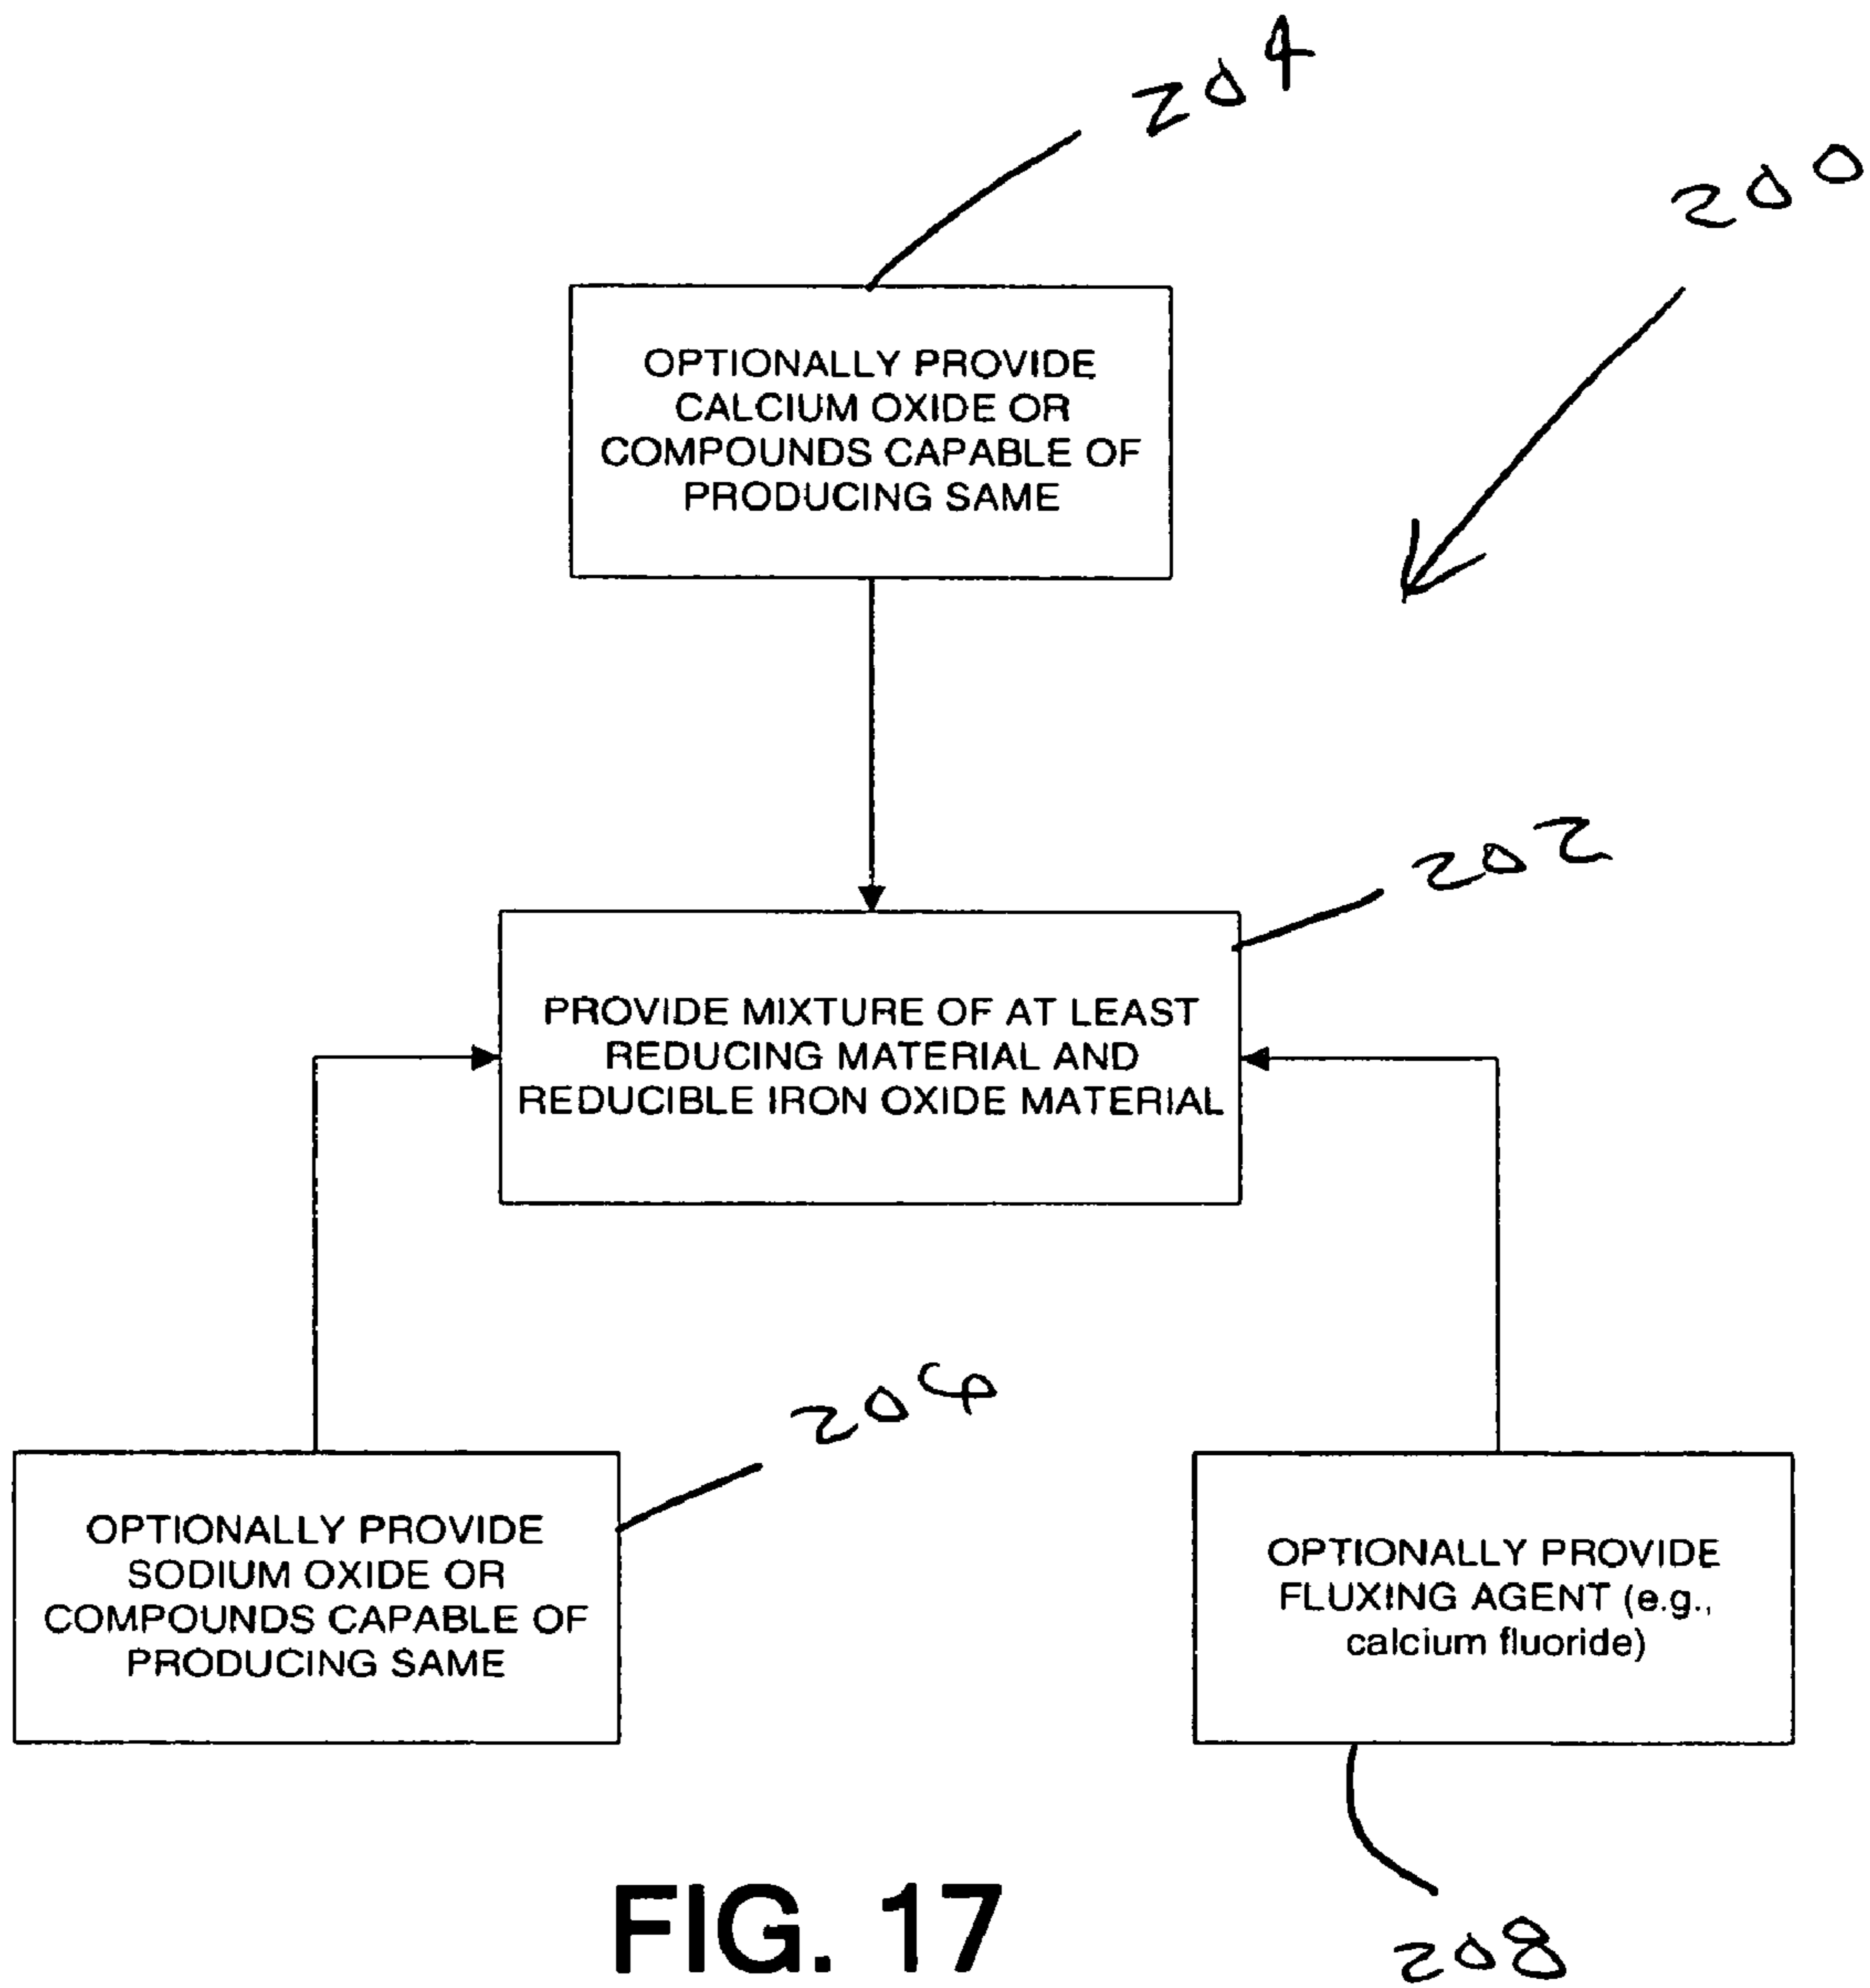 204
200
OPTIONALLY PROVIDE
CALCIUM OXIDE OR
COMPOUNDS CAPABLE OF
PRODUCING SAME
202
PROVIDE MIXTURE OF AT LEAST
REDUCING MATERIAL AND
REDUCIBLE IRON OXIDE MATERIAL
206
OPTIONALLY PROVIDE
SODIUM OXIDE OR
COMPOUNDS CAPABLE OF
PRODUCING SAME
OPTIONALLY PROVIDE
FLUXING AGENT (e.g.,
calcium fluoride)
208
FIG. 17